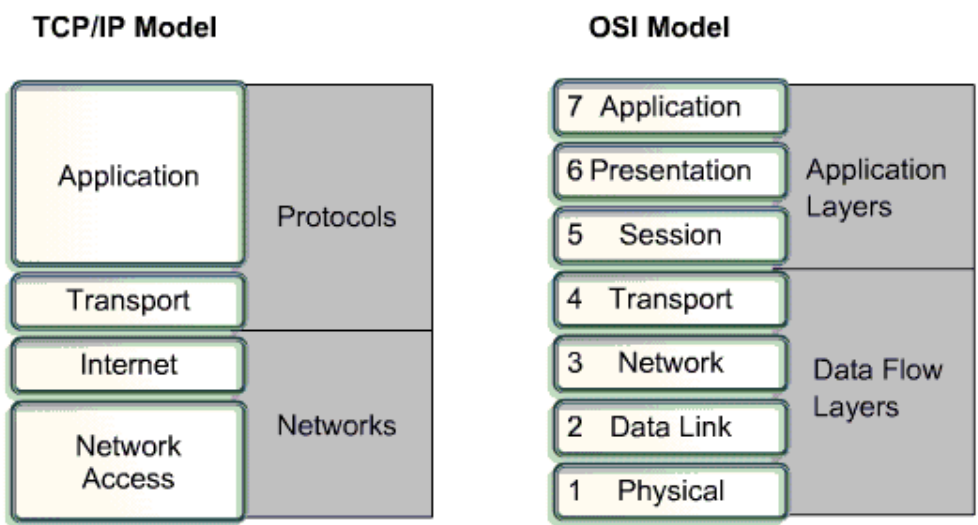 TCP/IP Model
Application
Protocols
Transport
Internet
Networks
Network
Access
OSI Model
7 Application
6 Presentation
5 Session
Application
Layers
4 Transport
3 Network
2 Data Link
1 Physical
Data Flow
Layers